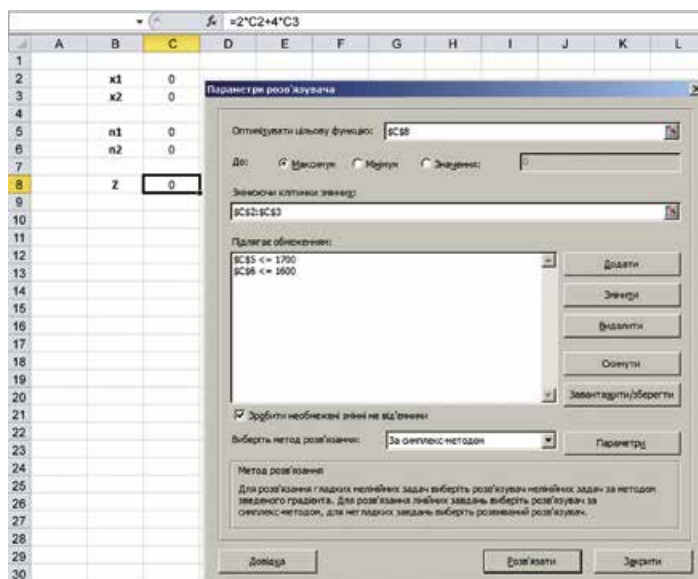 fx =2*C2+4*C3
A B C D E F G H I J K L
1
2 x1 0
3 x2 0
4
5 n1 0
6 n2 0
7
8 Z 0
9
10
11
12
13
14
15
16
17
18
19
20
21
22
23
24
25
26
27
28
29
30
Параметри розв'язувача
Оптимізувати цільову функцію: $C$8
До: Максимум Мінімум Значення: 0
Змінюючи клітинки змінних:
$C$2:$C$3
Підлягає обмеженням:
$C$5 <= 1700
$C$6 <= 1600
Додати
Змінити
Видалити
Скинути
Завантажити/зберегти
Зробити необмежені змінні не від'ємними
Виберіть метод розв'язання: За симплекс-методом
Параметри
Метод розв'язання
Для розв'язання гладких нелінійних задач виберіть розв'язувач нелінійних задач за методом
зведеного градієнта. Для розв'язання лінійних завдань виберіть розв'язувач за
симплекс-методом, для негладких завдань виберіть розвиваний розв'язувач.
Довідка
Розв'язати
Закрити